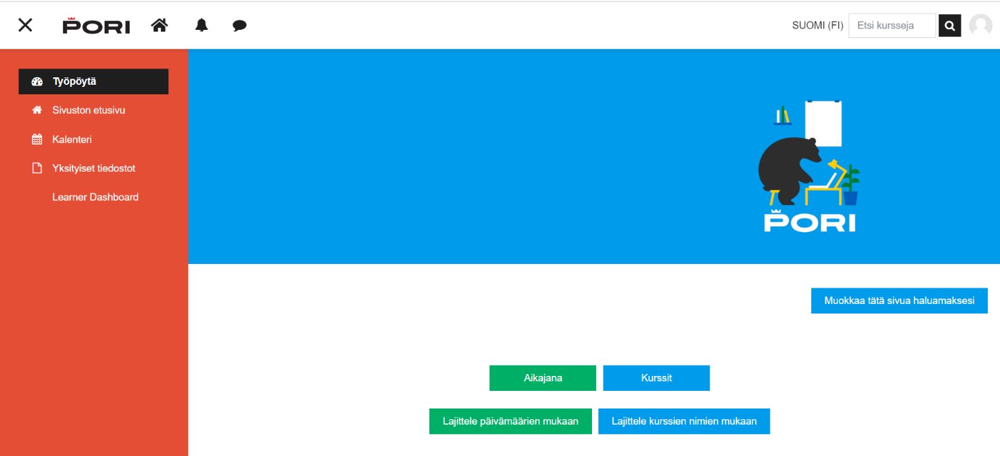 PORI
SUOMI (FI)
Etsi kursseja
Työpöytä
Sivuston etusivu
Kalenteri
Yksityiset tiedostot
Learner Dashboard
PORI
Muokkaa tätä sivua haluamaksesi
Aikajana
Kurssit
Lajittele päivämäärien mukaan
Lajittele kurssien nimien mukaan